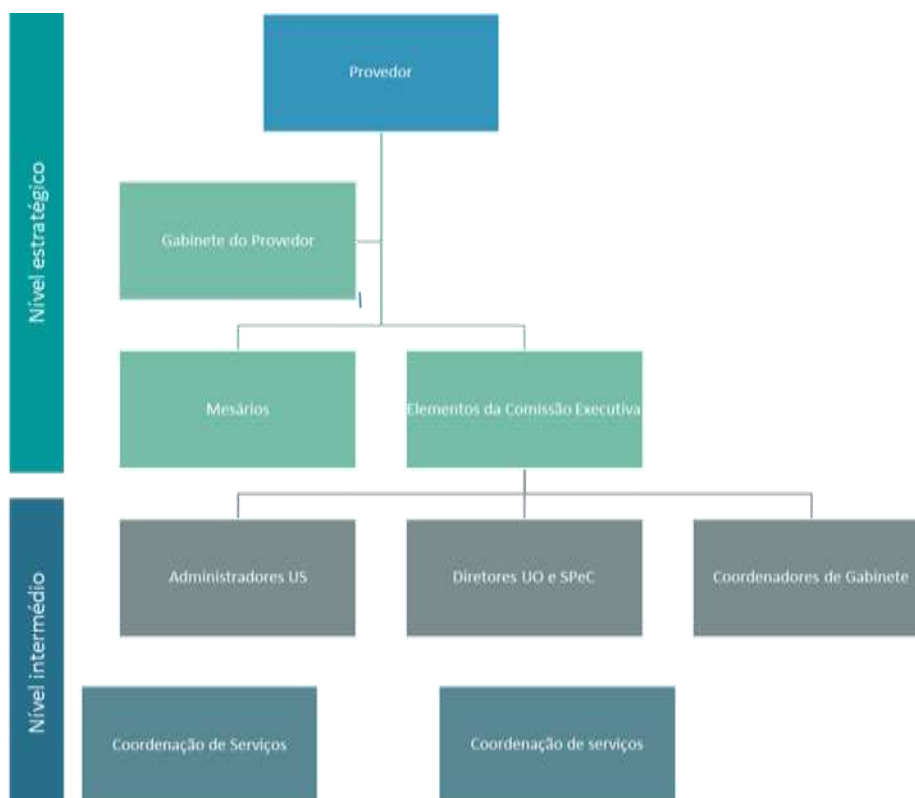 Nível estratégico
Provedor
Gabinete do Provedor
Mesários
Elementos da Comissão Executiva
Nível intermédio
Administradores US
Diretores UO e SPeC
Coordenadores de Gabinete
Coordenação de Serviços
Coordenação de serviços